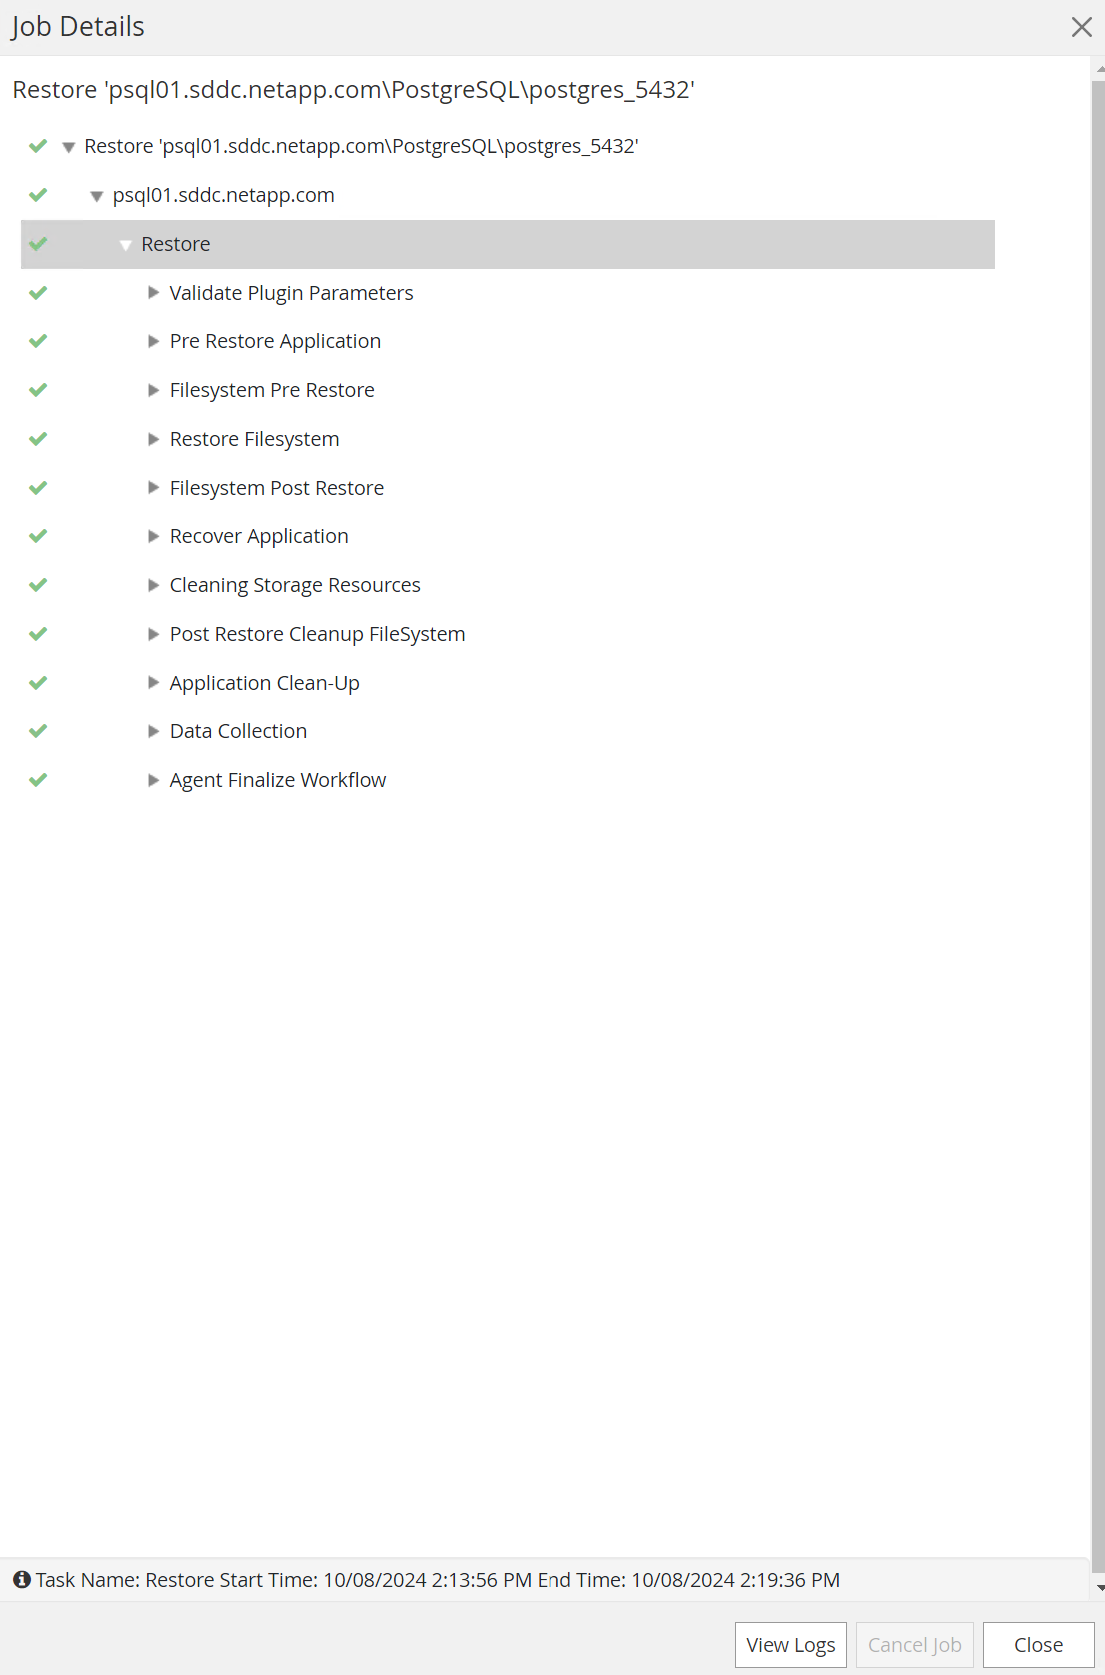 Job Details
Restore 'psql01.sddc.netapp.com\PostgreSQL\postgres_5432'
Restore 'psql01.sddc.netapp.com\PostgreSQL\postgres_5432'
psql01.sddc.netapp.com
Restore
Validate Plugin Parameters
Pre Restore Application
Filesystem Pre Restore
Restore Filesystem
Filesystem Post Restore
Recover Application
Cleaning Storage Resources
Post Restore Cleanup FileSystem
Application Clean-Up
Data Collection
Agent Finalize Workflow
Task Name: Restore Start Time: 10/08/2024 2:13:56 PM End Time: 10/08/2024 2:19:36 PM
View Logs Cancel Job Close